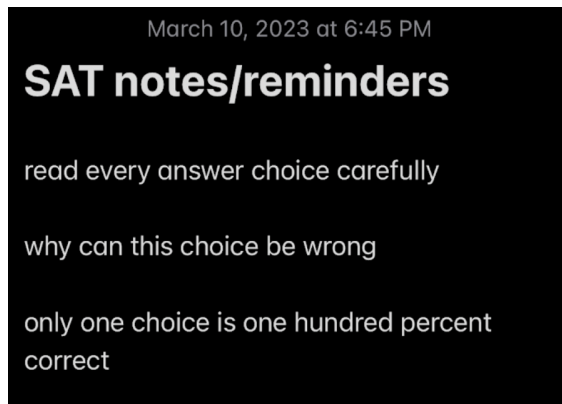 March 10, 2023 at 6:45 PM
SAT notes/reminders
read every answer choice carefully
why can this choice be wrong
only one choice is one hundred percent
correct